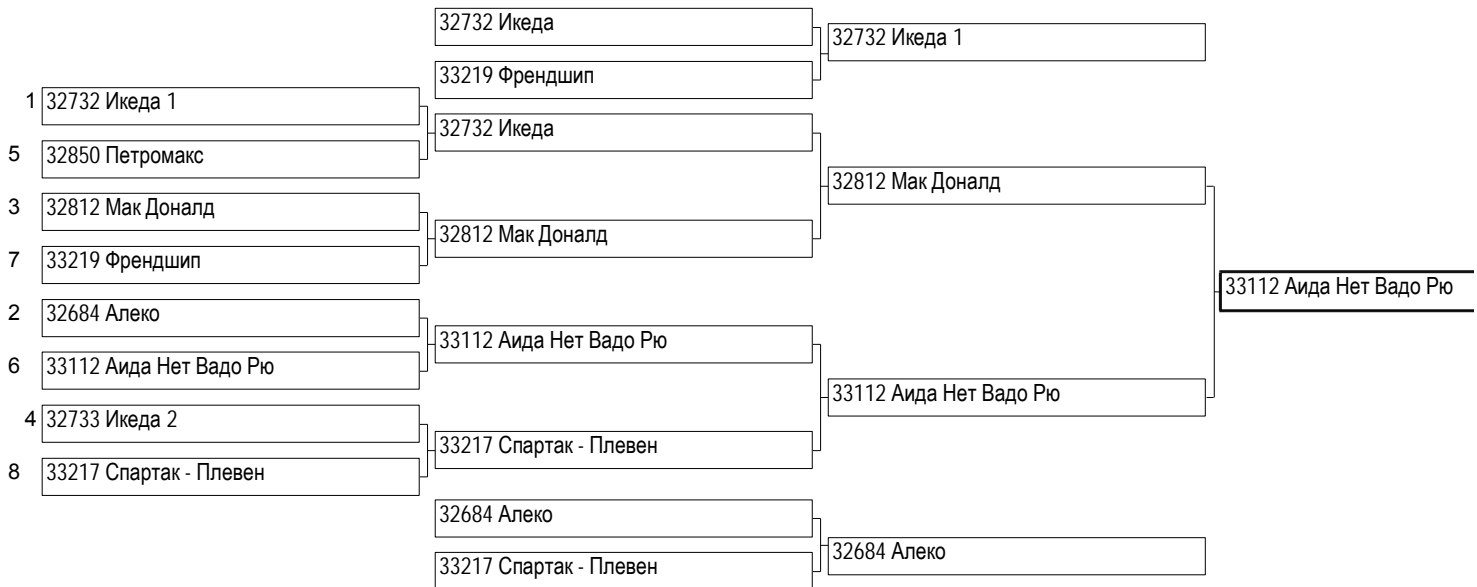 32732 Икеда
32732 Икеда 1
33219 Френдшип
1 32732 Икеда 1
32732 Икеда
5 32850 Петромакс
32812 Мак Доналд
3 32812 Мак Доналд
32812 Мак Доналд
7 33219 Френдшип
33112 Аида Нет Вадо Рю
2 32684 Алеко
33112 Аида Нет Вадо Рю
6 33112 Аида Нет Вадо Рю
33112 Аида Нет Вадо Рю
4 32733 Икеда 2
33217 Спартак - Плевен
8 33217 Спартак - Плевен
32684 Алеко
32684 Алеко
33217 Спартак - Плевен